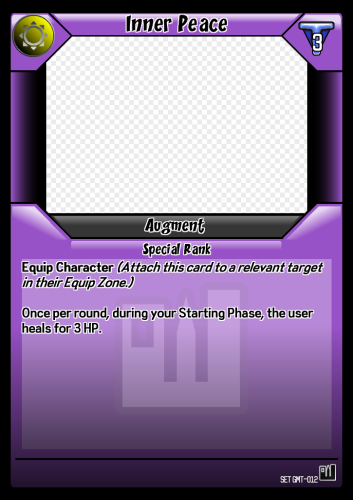 Inner Peace
3
Augment
Special Rank
Equip Character (Attach this card to a relevant target
in their Equip Zone.)
Once per round, during your Starting Phase, the user
heals for 3 HP.
SET GMT-012